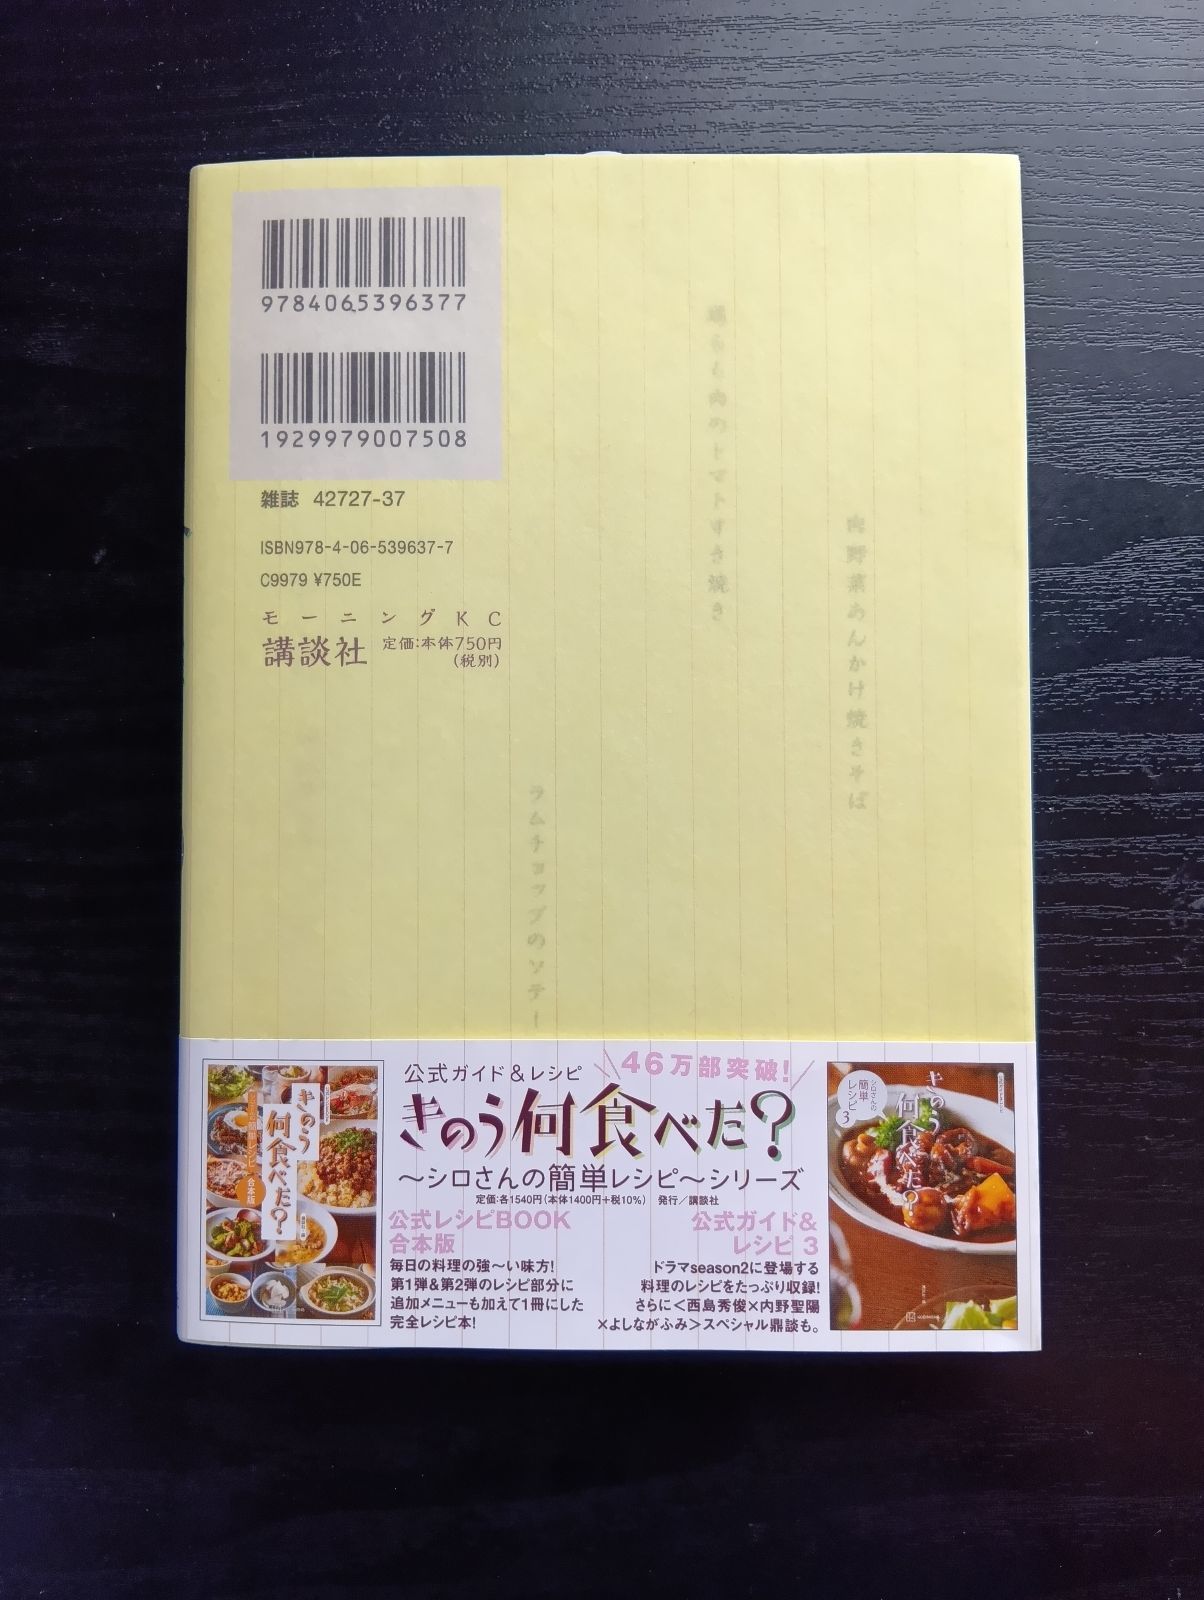 9784065396377
1929979007508
雑誌 42727-37
ISBN978-4-06-539637-7
C9979 ¥750E
モーニングKC
講談社 定価:本体750円
(税別)
肉野菜あんかけ焼きそば
鶏もも肉のトマトすき焼き
ラムチョップのソテー
公式ガイド&レシピ
46万部突破!
きのう何食べた?
〜シロさんの簡単レシピ〜シリーズ
定価:各1540円(本体1400円+税10%) 発行/講談社
公式レシピBOOK
合本版
毎日の料理の強〜い味方!
第1弾&第2弾のレシピ部分に
追加メニューも加えて1冊にした
完全レシピ本!
公式ガイド&
レシピ 3
ドラマseason2に登場する
料理のレシピをたっぷり収録!
さらに<西島秀俊×内野聖陽
×よしながふみ>スペシャル鼎談も。
きのう
何食べた?
合本版
シロさんの
簡単
レシピ3
きのう
何食べた?